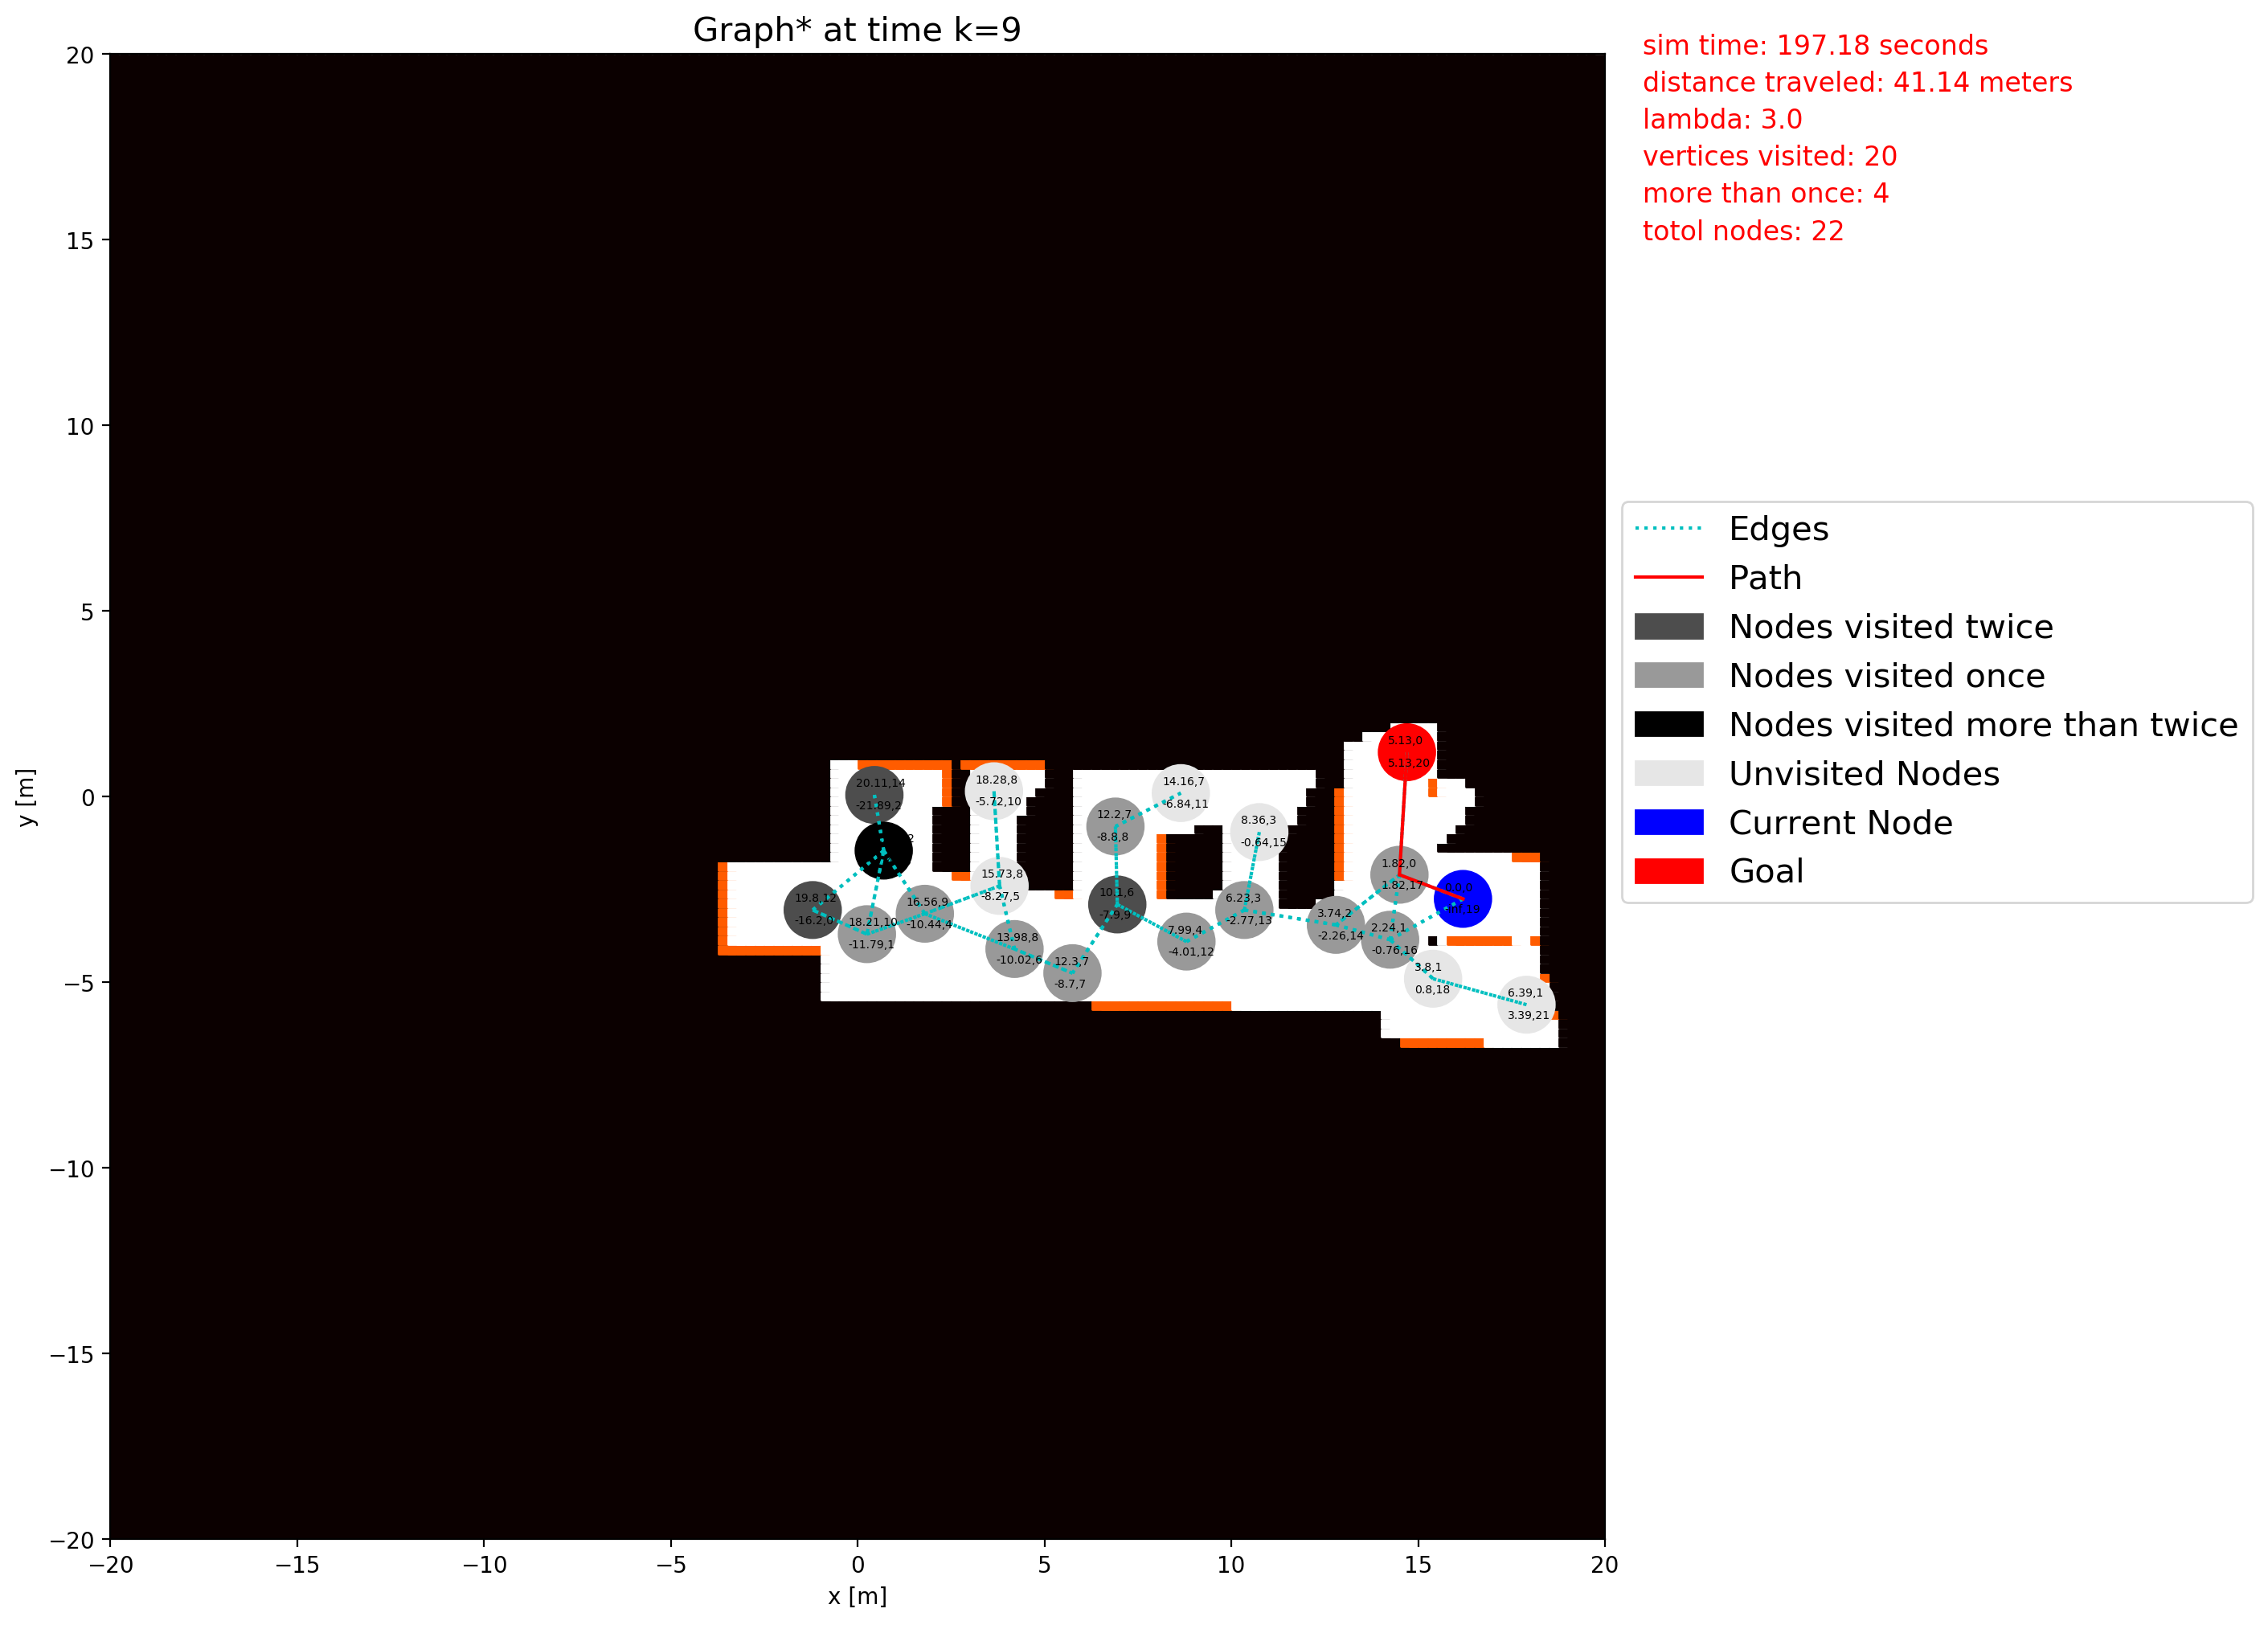 Graph* at time k=9
sim time: 197.18 seconds
distance traveled: 41.14 meters
lambda: 3.0
vertices visited: 20
more than once: 4
totol nodes: 22
20
15
10
5
0
−5
−10
−15
−20
y [m]
−20 −15 −10 −5 0 5 10 15 20
x [m]
5.13,0
5.13,20
20.11,14
-21.89,2
18.28,8
-5.72,10
14.16,7
-6.84,11
12.2,7
-8.8,8
8.36,3
-0.64,15
15.73,8
-8.27,5
1.82,0
1.82,17
0.0,0
19.8,12
-16.2,0
16.56,9
-10.44,4
10.1,6
-7.9,9
6.23,3
-2.77,13
3.74,2
-2.26,14
18.21,10
-11.79,1
13.98,8
-10.02,6
12.3,7
-8.7,7
7.99,4
-4.01,12
2.24,1
-0.76,16
3.8,1
0.8,18
6.39,1
3.39,21
Edges
Path
Nodes visited twice
Nodes visited once
Nodes visited more than twice
Unvisited Nodes
Current Node
Goal